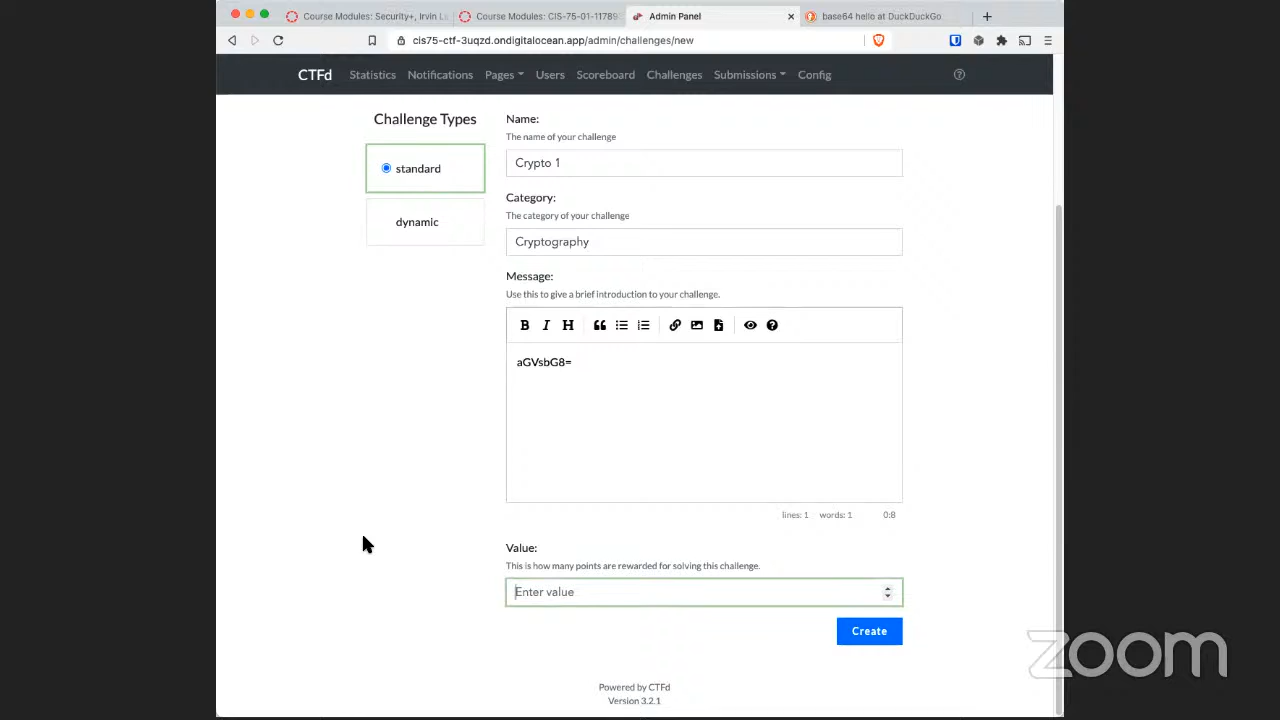 Course Modules: Security+, Irvin L
Course Modules: CIS-75-01-11789
Admin Panel
base64 hello at DuckDuckGo
cis75-ctf-3uqzd.ondigitalocean.app/admin/challenges/new
CTFd
Statistics
Notifications
Pages
Users
Scoreboard
Challenges
Submissions
Config
Challenge Types
standard
dynamic
Name:
The name of your challenge
Crypto 1
Category:
The category of your challenge
Cryptography
Message:
Use this to give a brief introduction to your challenge.
B I H
aGVsbG8=
lines: 1 words: 1 0:8
Value:
This is how many points are rewarded for solving this challenge.
Enter value
Create
Powered by CTFd
Version 3.2.1
zoom